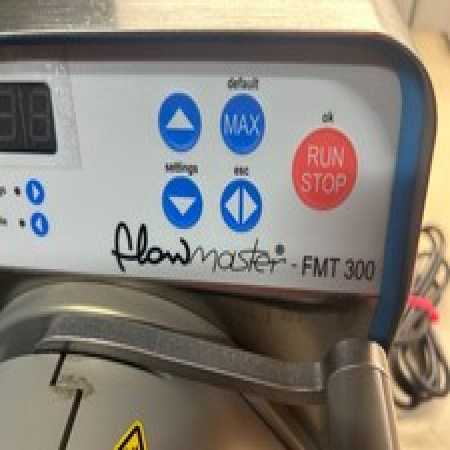 default
MAX
ok
RUN
STOP
settings
esc
flowmaster® - FMT 300